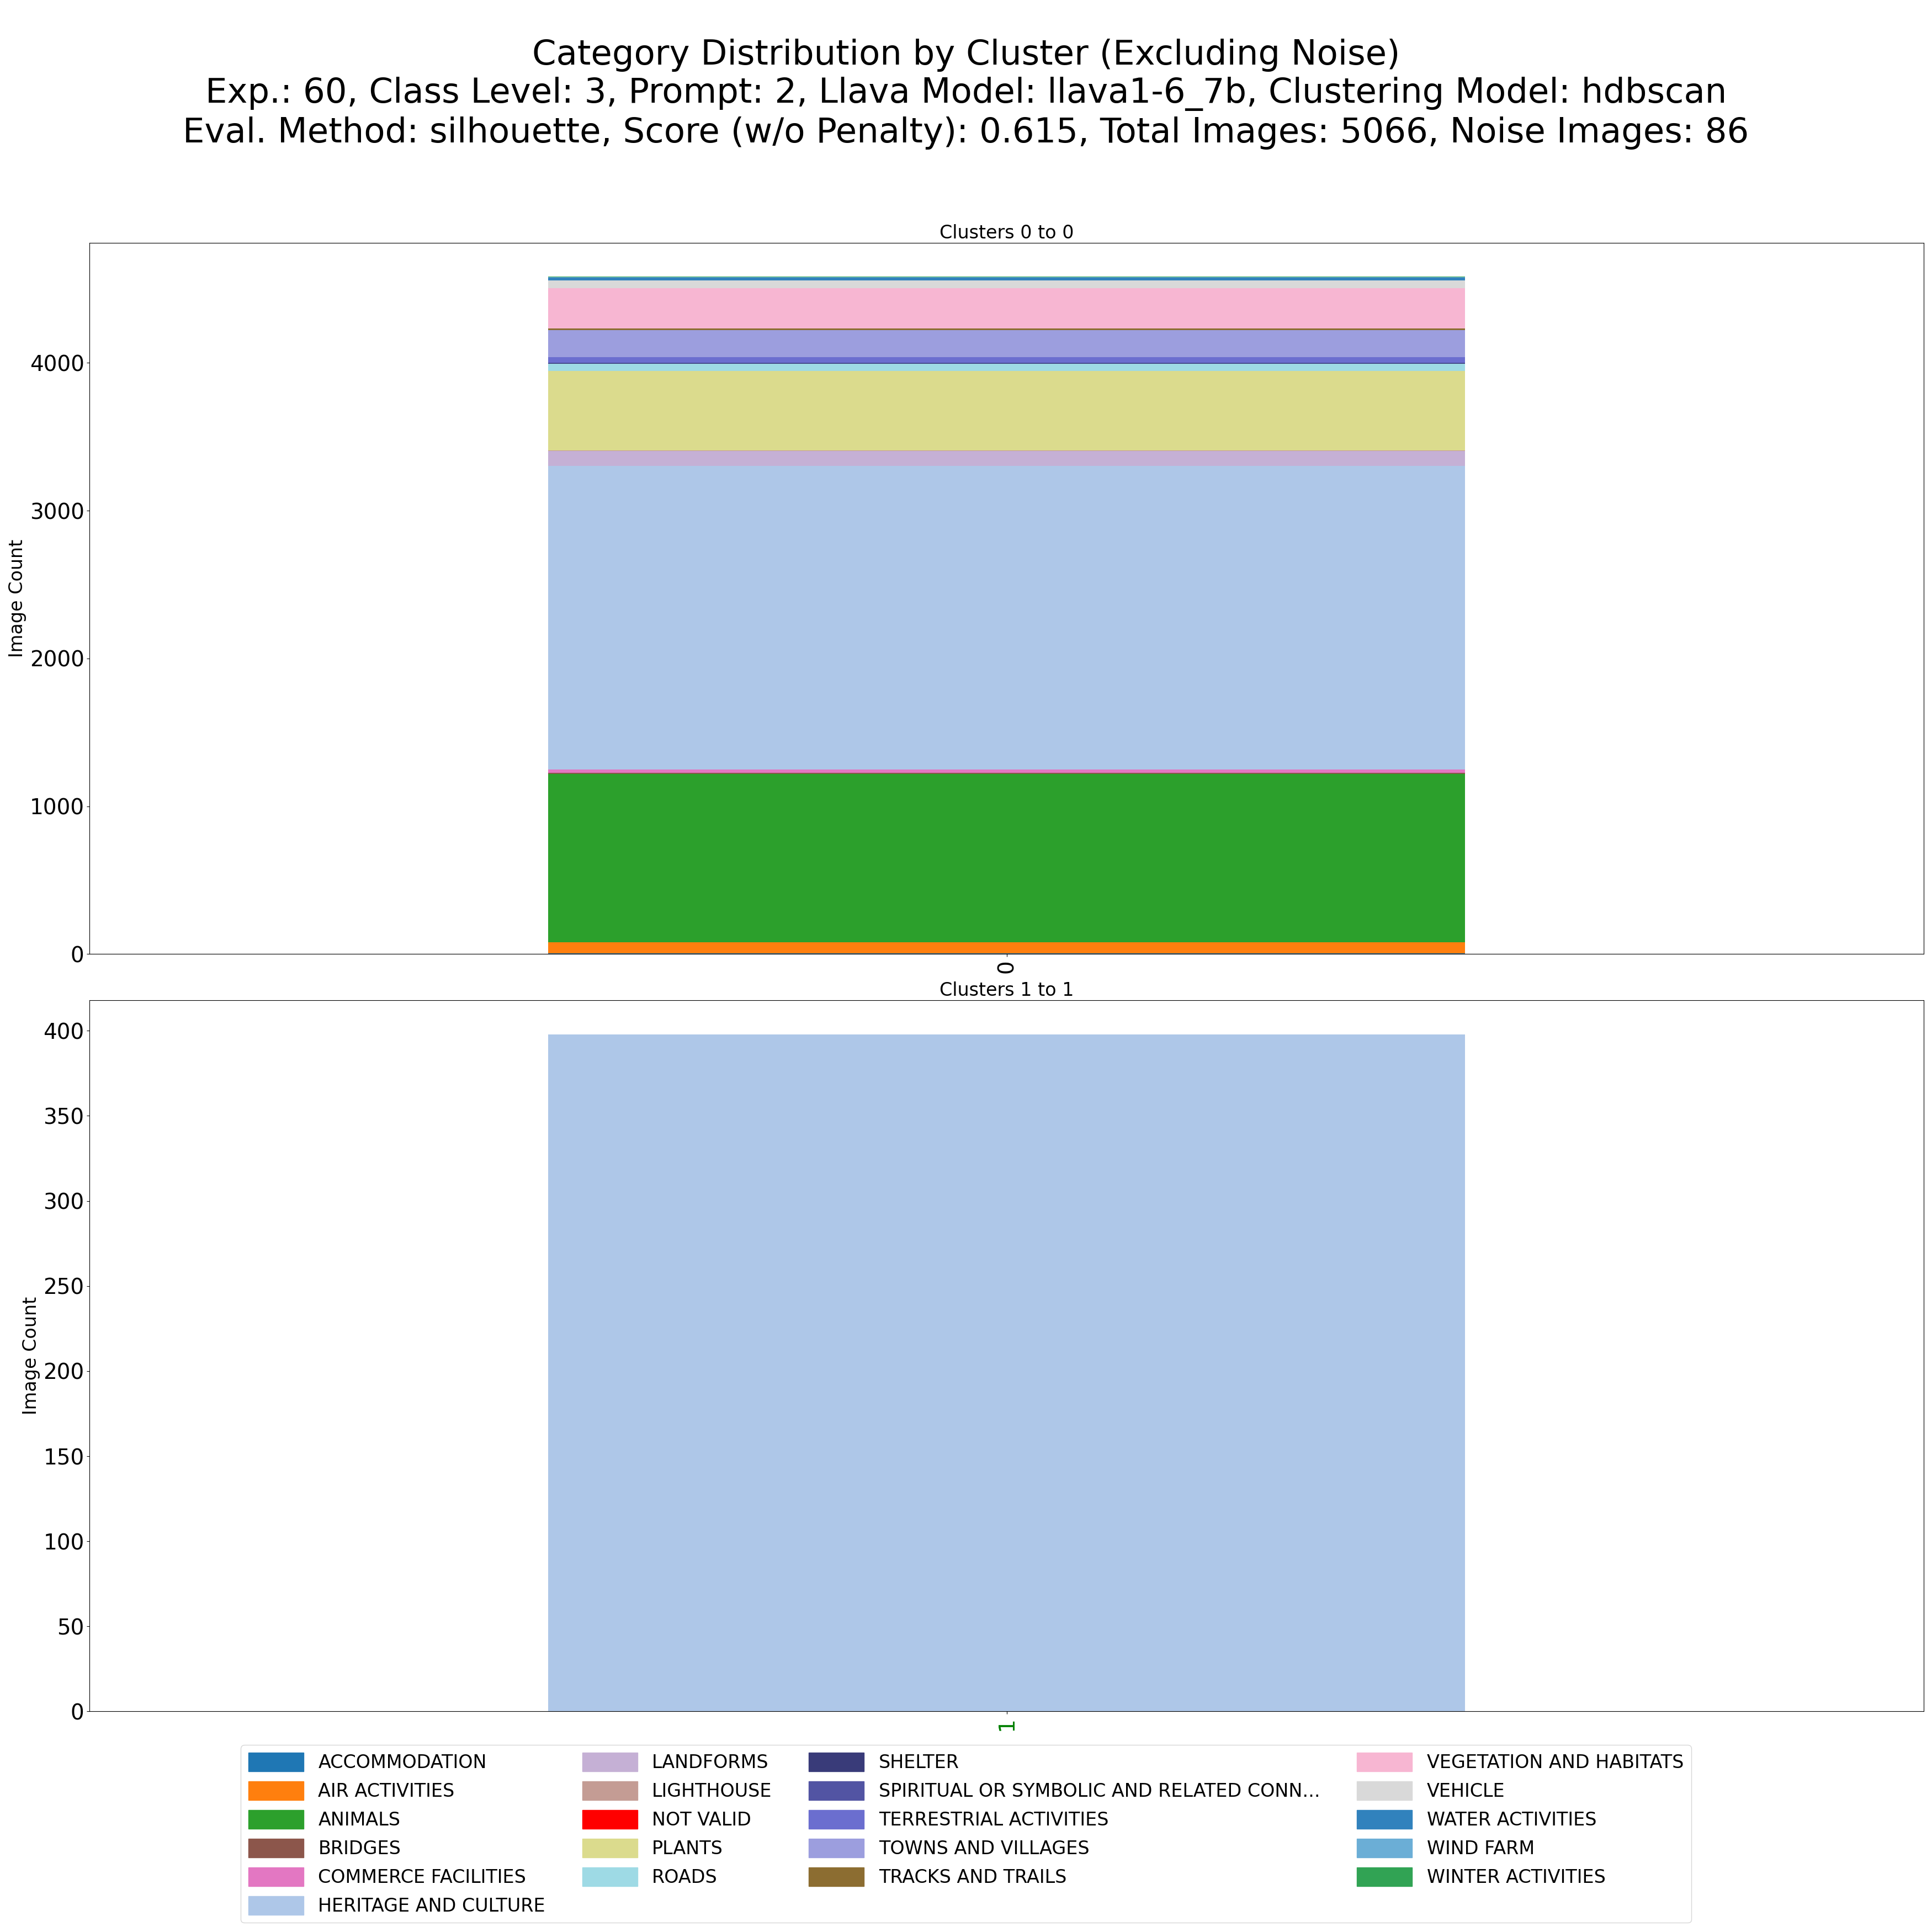 Category Distribution by Cluster (Excluding Noise)
Exp.: 60, Class Level: 3, Prompt: 2, Llava Model: llava1-6_7b, Clustering Model: hdbscan
Eval. Method: silhouette, Score (w/o Penalty): 0.615, Total Images: 5066, Noise Images: 86
Clusters 0 to 0
Image Count
4000
3000
2000
1000
0
0
Clusters 1 to 1
Image Count
400
350
300
250
200
150
100
50
0
1
ACCOMMODATION
AIR ACTIVITIES
ANIMALS
BRIDGES
COMMERCE FACILITIES
HERITAGE AND CULTURE
LANDFORMS
LIGHTHOUSE
NOT VALID
PLANTS
ROADS
SHELTER
SPIRITUAL OR SYMBOLIC AND RELATED CONN...
TERRESTRIAL ACTIVITIES
TOWNS AND VILLAGES
TRACKS AND TRAILS
VEGETATION AND HABITATS
VEHICLE
WATER ACTIVITIES
WIND FARM
WINTER ACTIVITIES